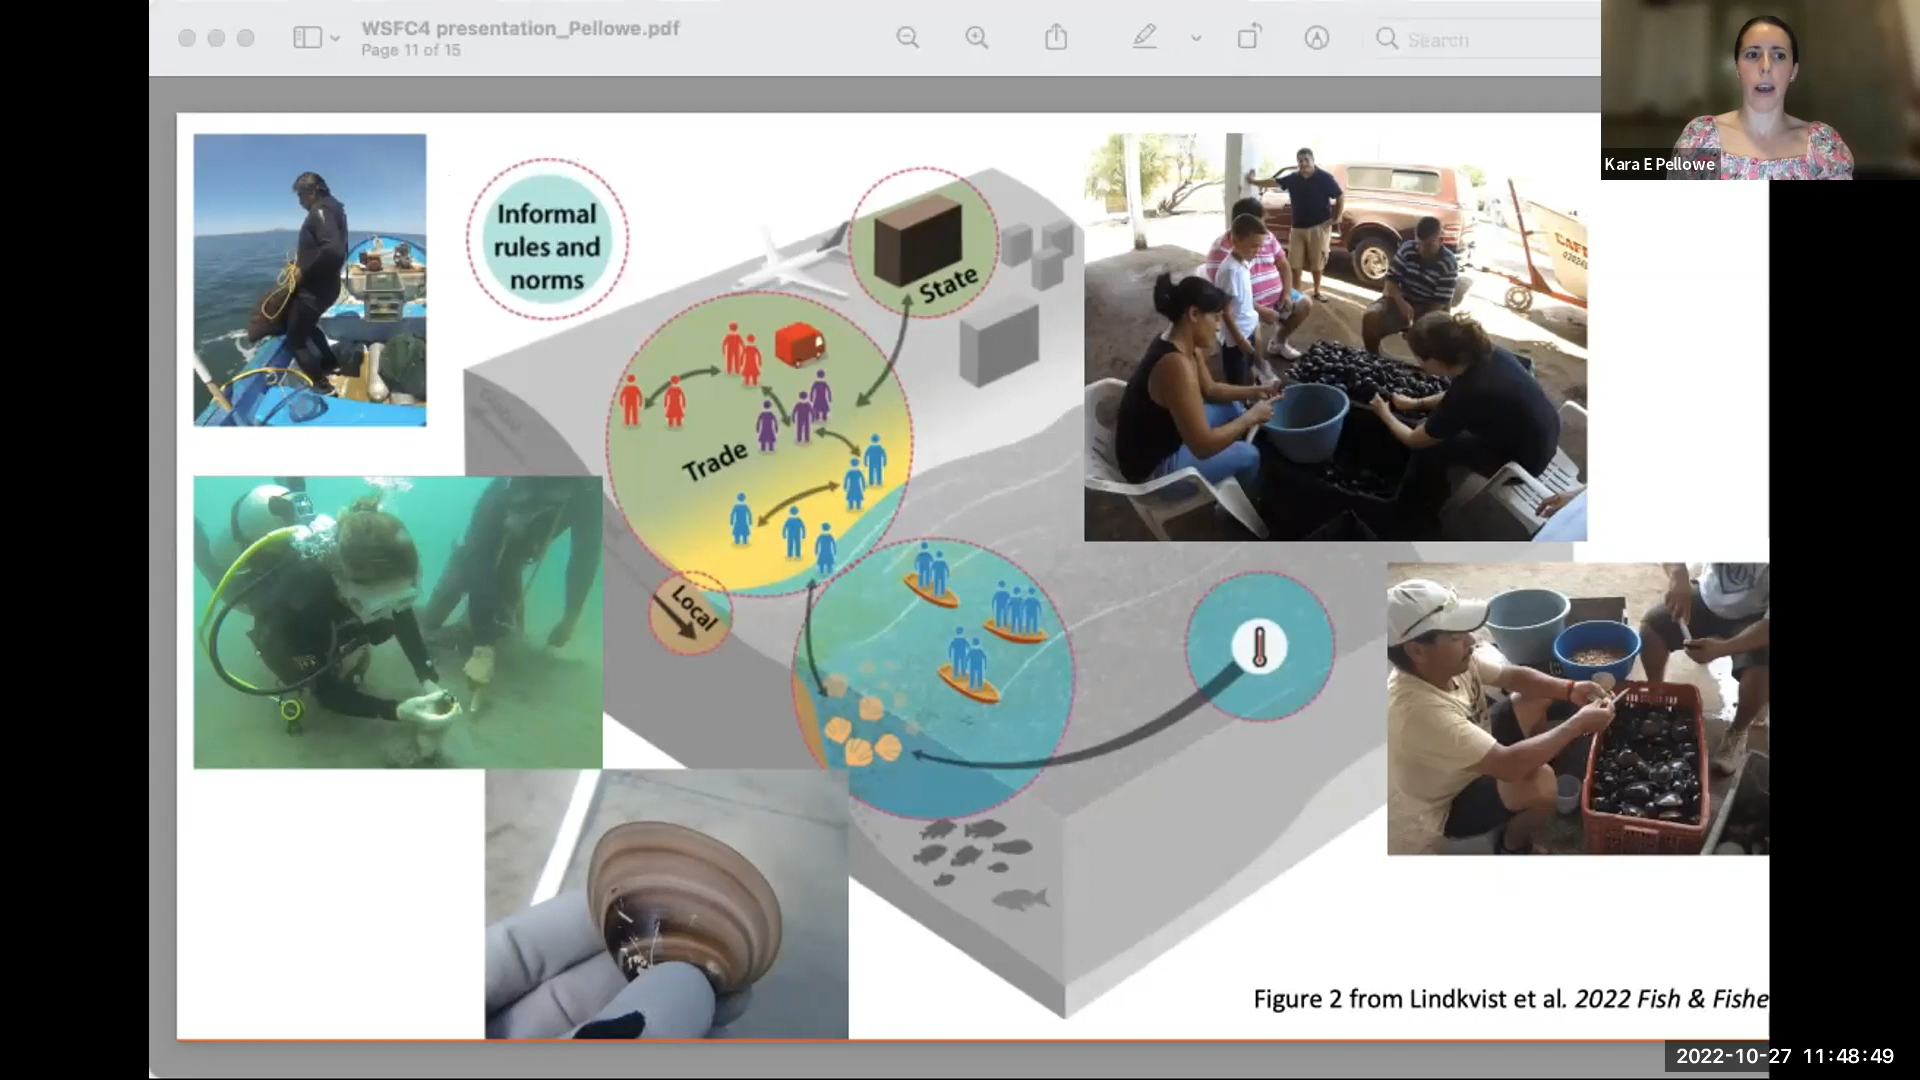 WSFC4 presentation_Pellowe.pdf
Page 11 of 15
Search
Kara E Pellowe
Informal
rules and
norms
State
Trade
Local
Figure 2 from Lindkvist et al. 2022 Fish & Fishe
2022-10-27 11:48:49